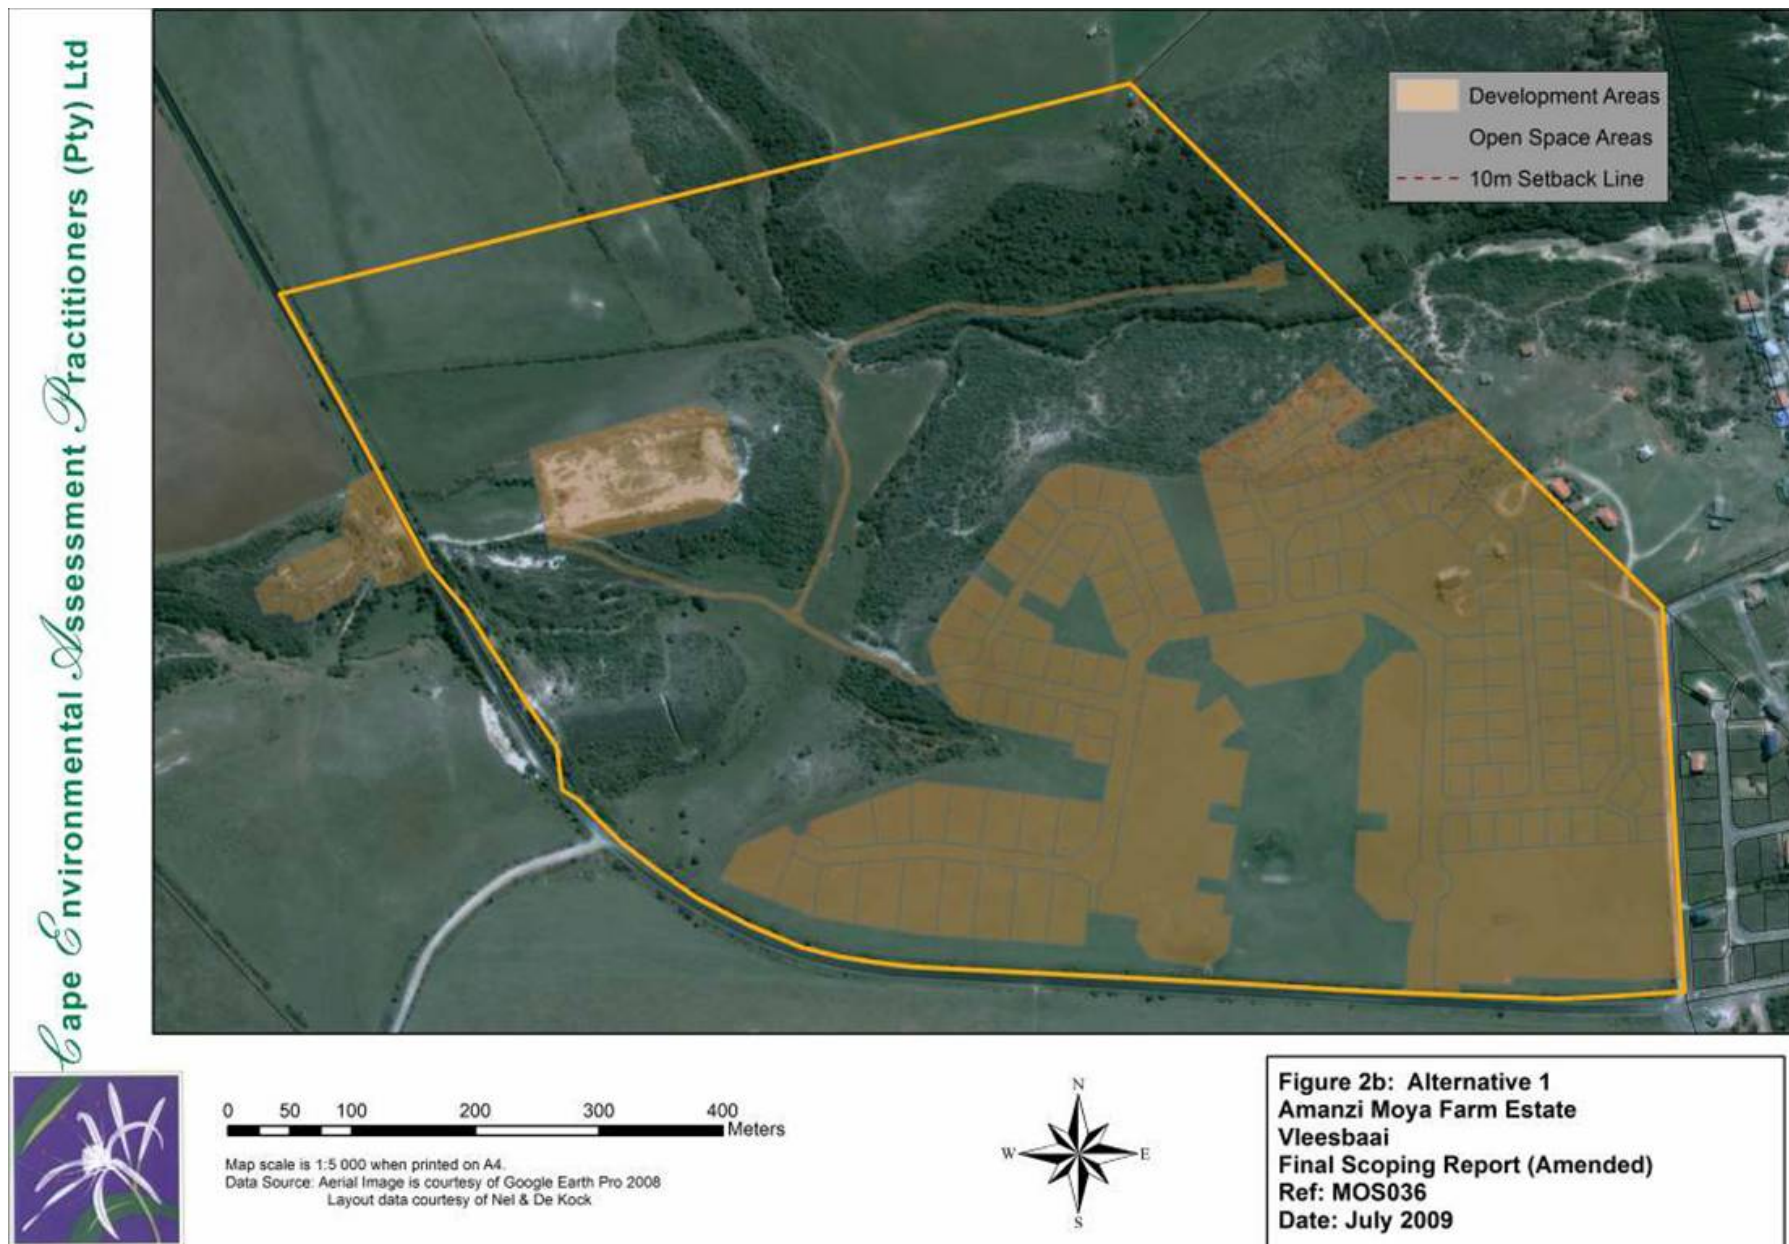 Cape Environmental Assessment Practitioners (Pty) Ltd
Development Areas
Open Space Areas
10m Setback Line
0 50 100 200 300 400
Meters
Map scale is 1:5 000 when printed on A4.
Data Source: Aerial Image is courtesy of Google Earth Pro 2008
Layout data courtesy of Nel & De Kock
N
W E
S
Figure 2b: Alternative 1
Amanzi Moya Farm Estate
Vleesbaai
Final Scoping Report (Amended)
Ref: MOS036
Date: July 2009